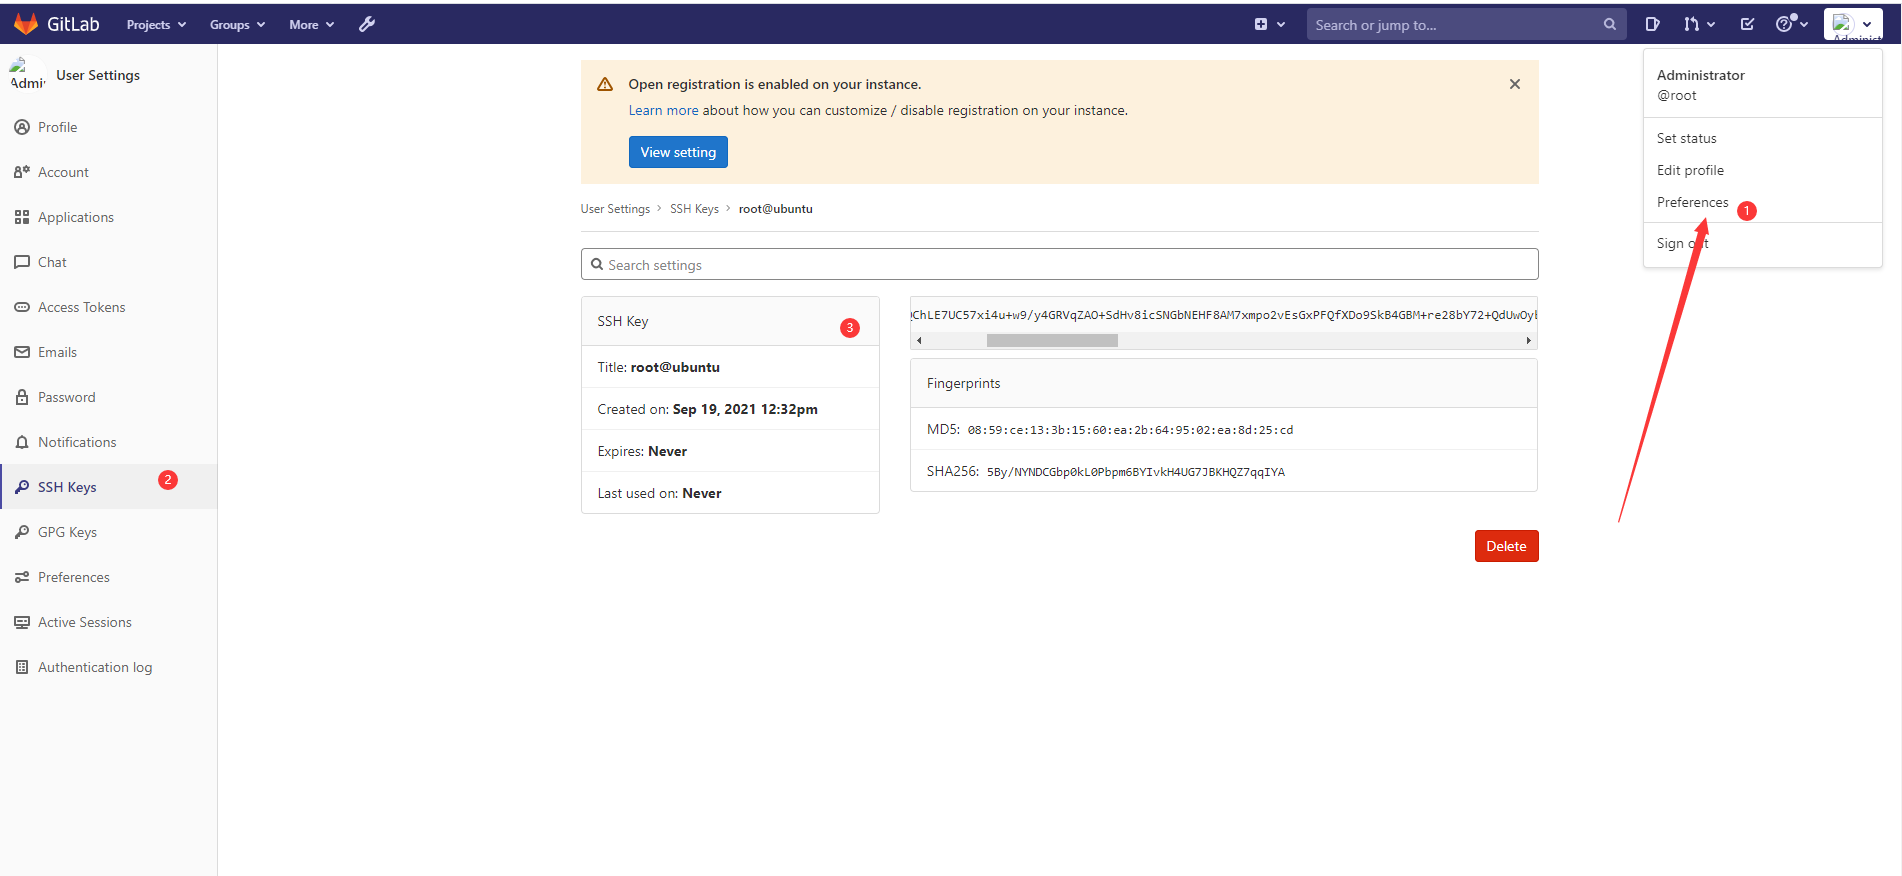 GitLab
Projects
Groups
More
Search or jump to...
Administ
Admi
User Settings
Profile
Account
Applications
Chat
Access Tokens
Emails
Password
Notifications
SSH Keys
2
GPG Keys
Preferences
Active Sessions
Authentication log
Open registration is enabled on your instance.
Learn more about how you can customize / disable registration on your instance.
View setting
User Settings > SSH Keys > root@ubuntu
Search settings
SSH Key
3
Title: root@ubuntu
Created on: Sep 19, 2021 12:32pm
Expires: Never
Last used on: Never
ChLE7UC57xi4u+w9/y4GRVqZAO+SdHv8icSNGbNEHF8AM7xmpo2vEsGxPFQfXDo9SkB4GBM+re28bY72+QdUwOyb
Fingerprints
MD5: 08:59:ce:13:3b:15:60:ea:2b:64:95:02:ea:8d:25:cd
SHA256: 5By/NYNDCGbp0kL0Pbpm6BYIvkH4UG7JBKHQZ7qqIYA
Delete
Administrator
@root
Set status
Edit profile
Preferences
1
Sign out